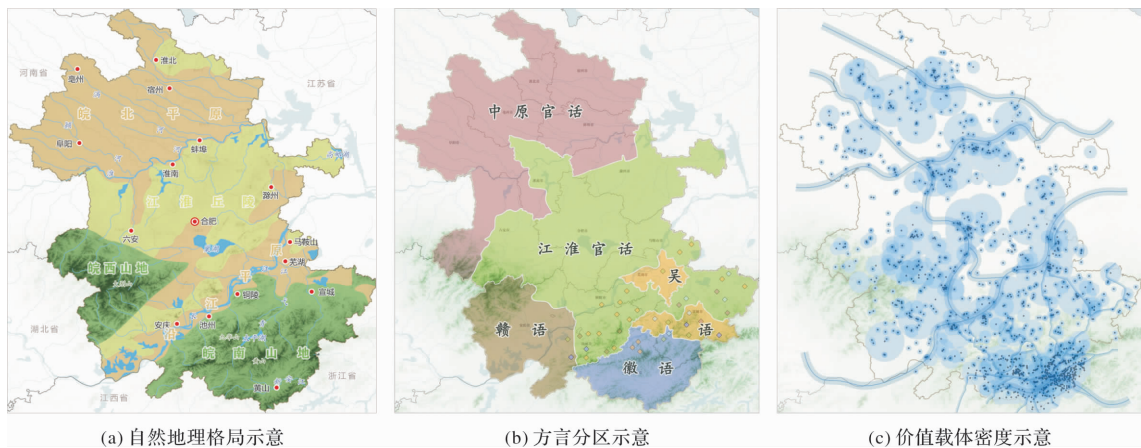 淮北
河南省
亳州
宿州
江苏省
皖北平原
阜阳
蚌埠
淮南
滁州
江淮丘陵
合肥
六安
马鞍山
芜湖
皖西山地
沿江平原
铜陵
宣城
湖北省
安庆
池州
皖南山地
浙江省
黄山
江西省
(a) 自然地理格局示意
中原官话
江淮官话
吴
语
赣语
徽语
(b) 方言分区示意
(c) 价值载体密度示意